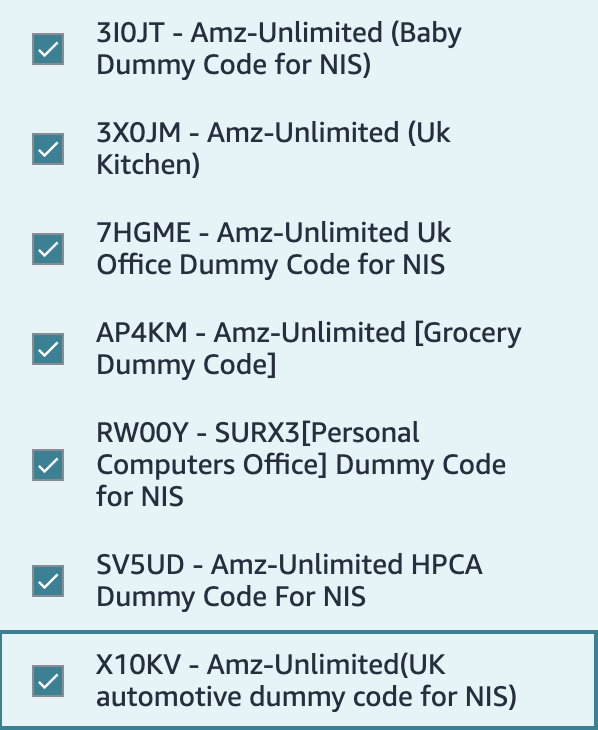 3I0JT - Amz-Unlimited (Baby
Dummy Code for NIS)
3X0JM - Amz-Unlimited (Uk
Kitchen)
7HGME - Amz-Unlimited Uk
Office Dummy Code for NIS
AP4KM - Amz-Unlimited [Grocery
Dummy Code]
RW00Y - SURX3[Personal
Computers Office] Dummy Code
for NIS
SV5UD - Amz-Unlimited HPCA
Dummy Code For NIS
X10KV - Amz-Unlimited(UK
automotive dummy code for NIS)